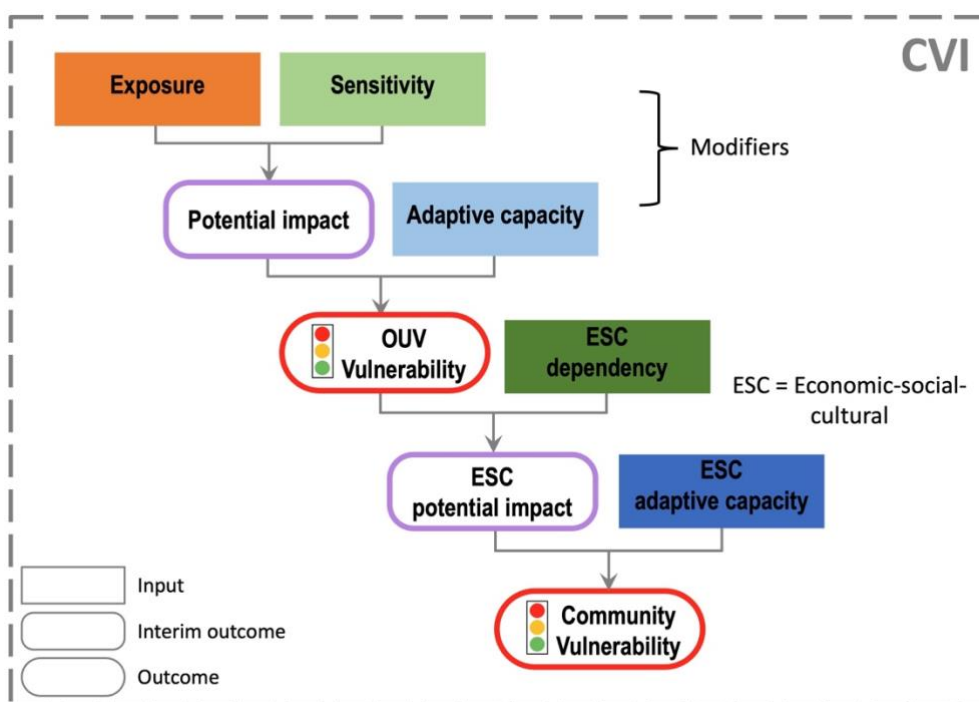 CVI
Exposure
Sensitivity
Modifiers
Potential impact
Adaptive capacity
OUV
Vulnerability
ESC
dependency
ESC = Economic-social-
cultural
ESC
potential impact
ESC
adaptive capacity
Input
Interim outcome
Outcome
Community
Vulnerability